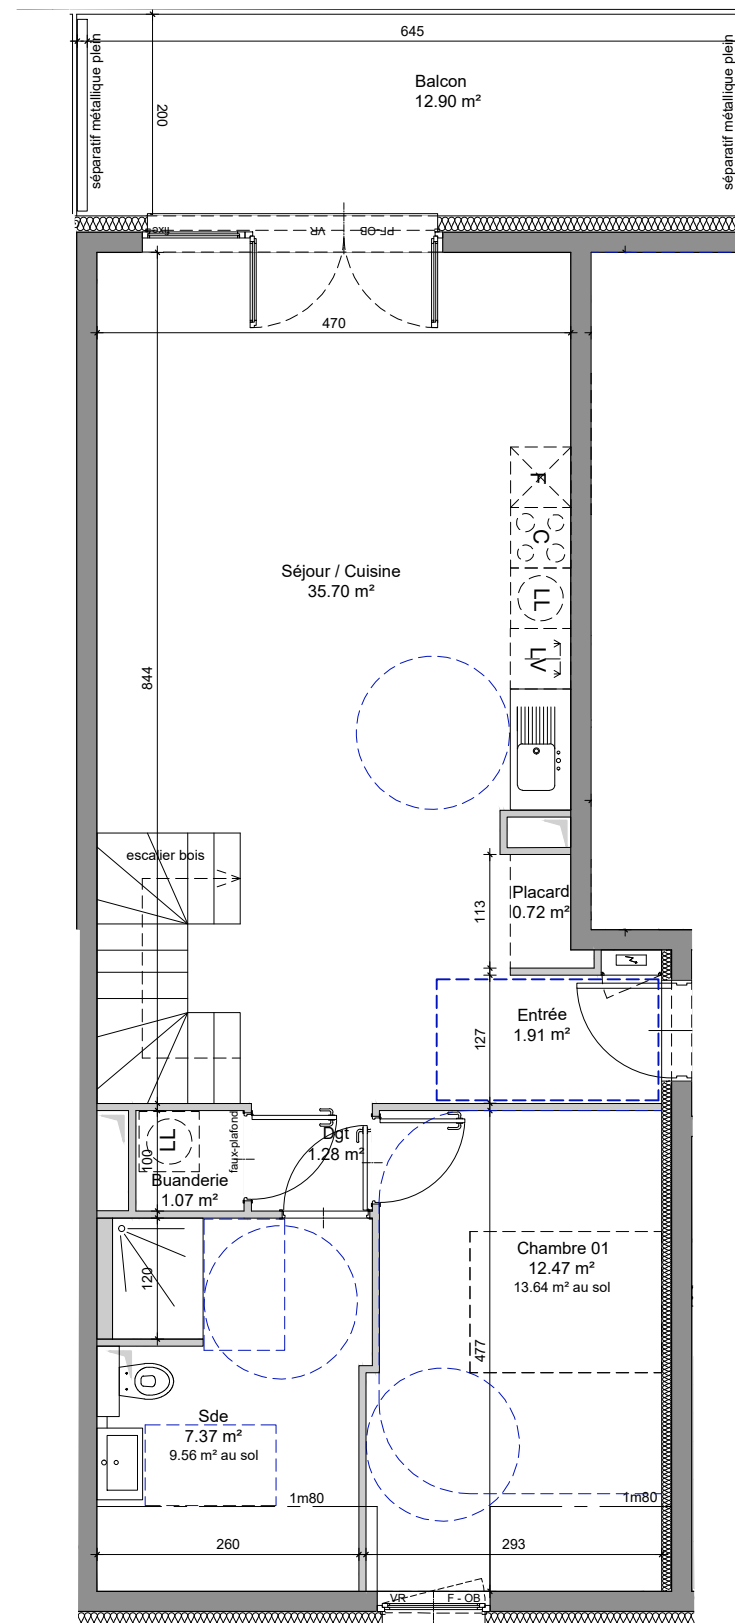 645
Balcon
12.90 m²
séparatif métallique plein
séparatif métallique plein
200
fixe
VR
PF-OB
470
F
C
LL
LV
Séjour / Cuisine
35.70 m²
844
escalier bois
Placard
0.72 m²
113
Entrée
1.91 m²
127
Dgt
1.28 m²
LL
faux-plafond
100
Buanderie
1.07 m²
Chambre 01
12.47 m²
13.64 m² au sol
120
477
Sde
7.37 m²
9.56 m² au sol
1m80
1m80
260
293
VR
F - OB